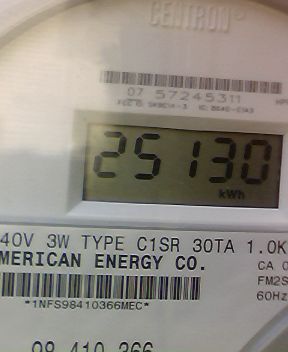 CENTRON®
07 57245311
25130
kWh
40V 3W TYPE C1SR 30TA 1.0K
MERICAN ENERGY CO.
CA 0
FM2S
60Hz
*1NFS98410366MEC*
98 410 366